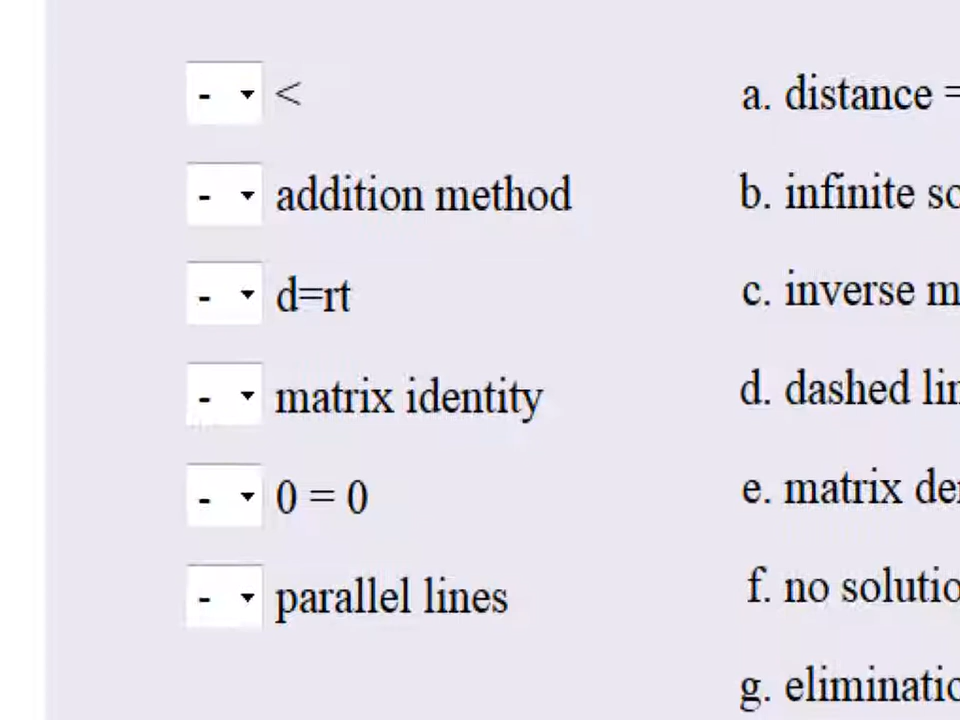 - <
addition method
d=rt
matrix identity
0 = 0
parallel lines
a. distance =
b. infinite
c. inverse
d. dashed
e. matrix
f. no
g.